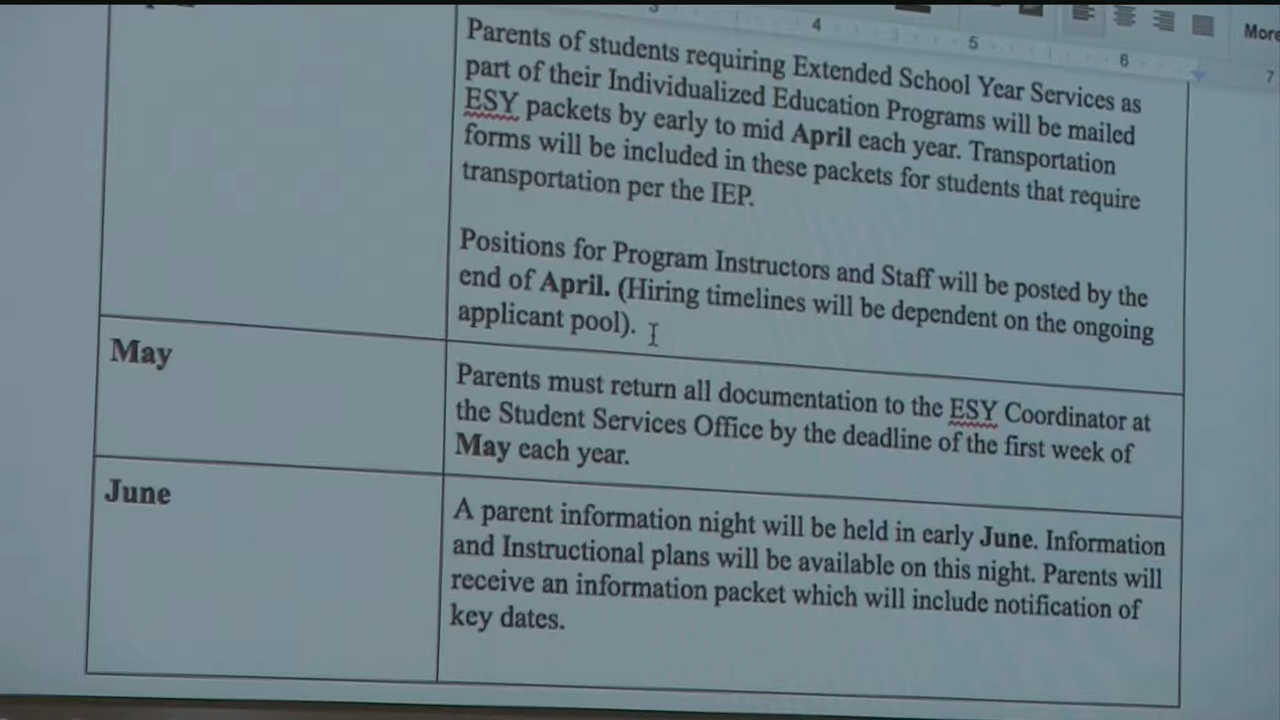 3 4 5 6 7
More
Parents of students requiring Extended School Year Services as
part of their Individualized Education Programs will be mailed
ESY packets by early to mid April each year. Transportation
forms will be included in these packets for students that require
transportation per the IEP.
Positions for Program Instructors and Staff will be posted by the
end of April. (Hiring timelines will be dependent on the ongoing
applicant pool).
May
Parents must return all documentation to the ESY Coordinator at
the Student Services Office by the deadline of the first week of
May each year.
June
A parent information night will be held in early June. Information
and Instructional plans will be available on this night. Parents will
receive an information packet which will include notification of
key dates.